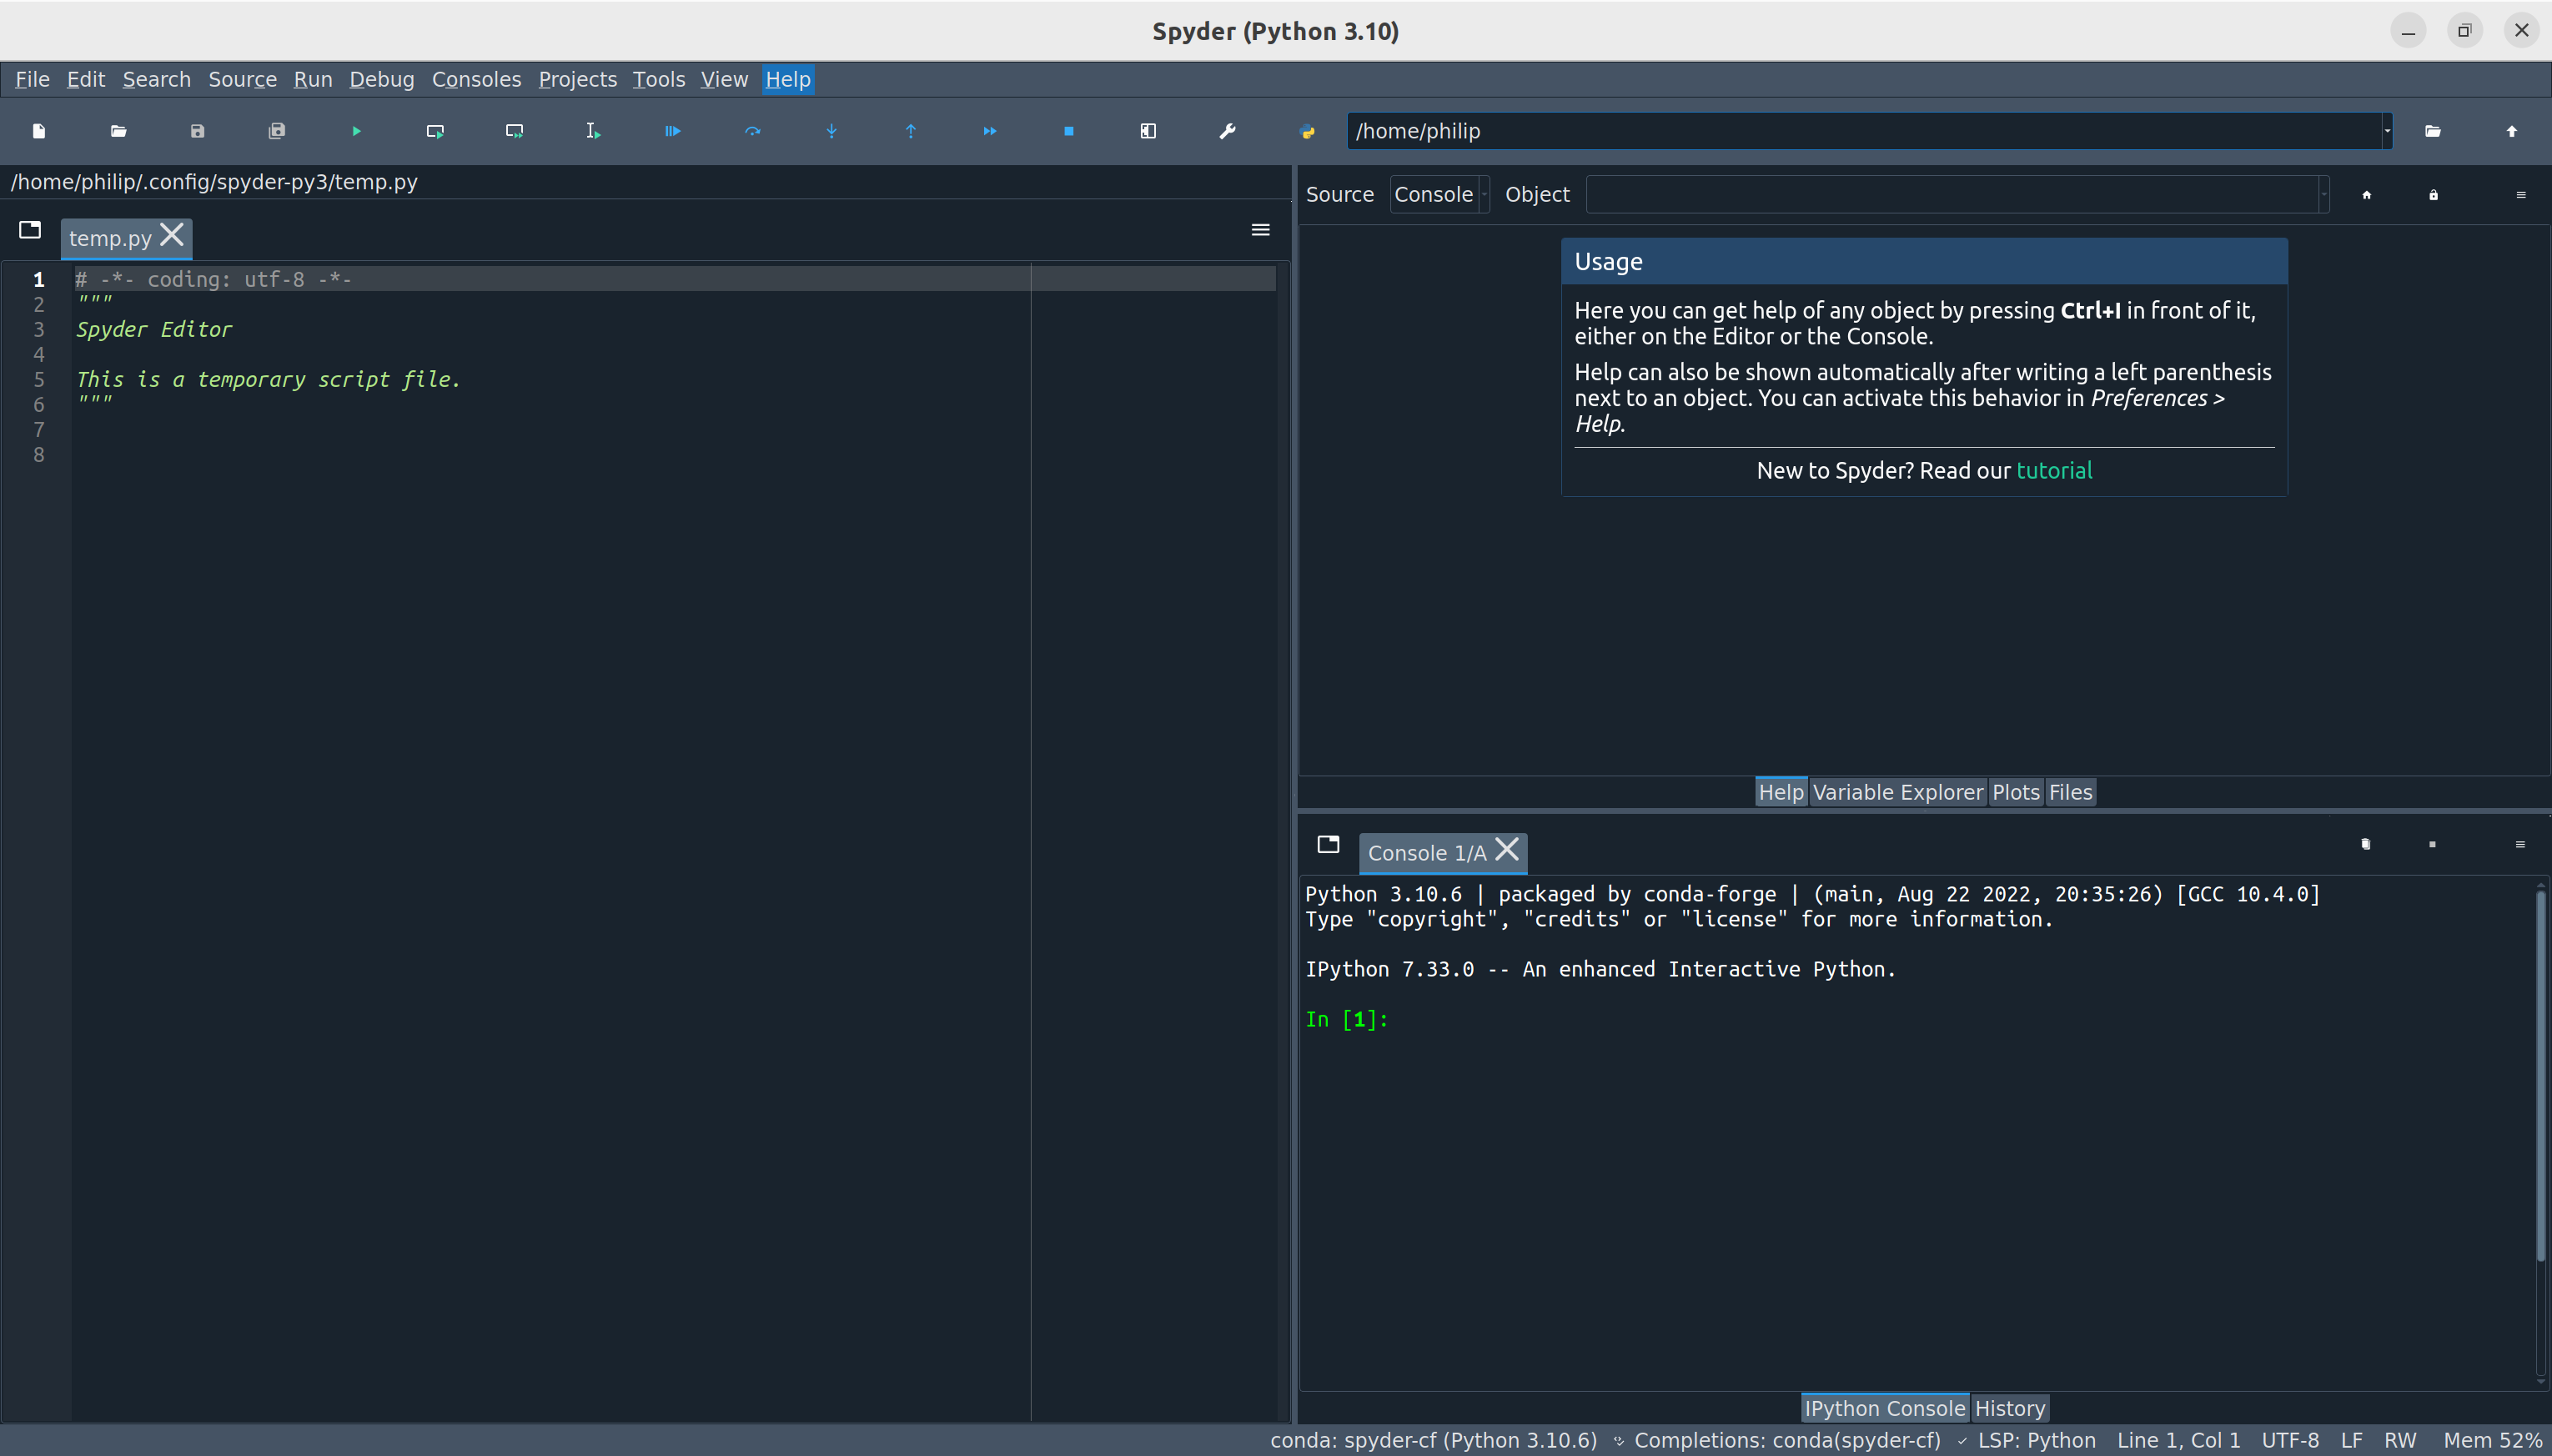 Spyder (Python 3.10)
File Edit Search Source Run Debug Consoles Projects Tools View Help
/home/philip
/home/philip/.config/spyder-py3/temp.py
temp.py
1 # -*- coding: utf-8 -*-
2 """
3 Spyder Editor
4
5 This is a temporary script file.
6 """
7
8
Source Console Object
Usage
Here you can get help of any object by pressing Ctrl+I in front of it,
either on the Editor or the Console.
Help can also be shown automatically after writing a left parenthesis
next to an object. You can activate this behavior in Preferences >
Help.
New to Spyder? Read our tutorial
Help Variable Explorer Plots Files
Console 1/A
Python 3.10.6 | packaged by conda-forge | (main, Aug 22 2022, 20:35:26) [GCC 10.4.0]
Type "copyright", "credits" or "license" for more information.
IPython 7.33.0 -- An enhanced Interactive Python.
In [1]:
IPython Console History
conda: spyder-cf (Python 3.10.6) Completions: conda(spyder-cf) LSP: Python Line 1, Col 1 UTF-8 LF RW Mem 52%